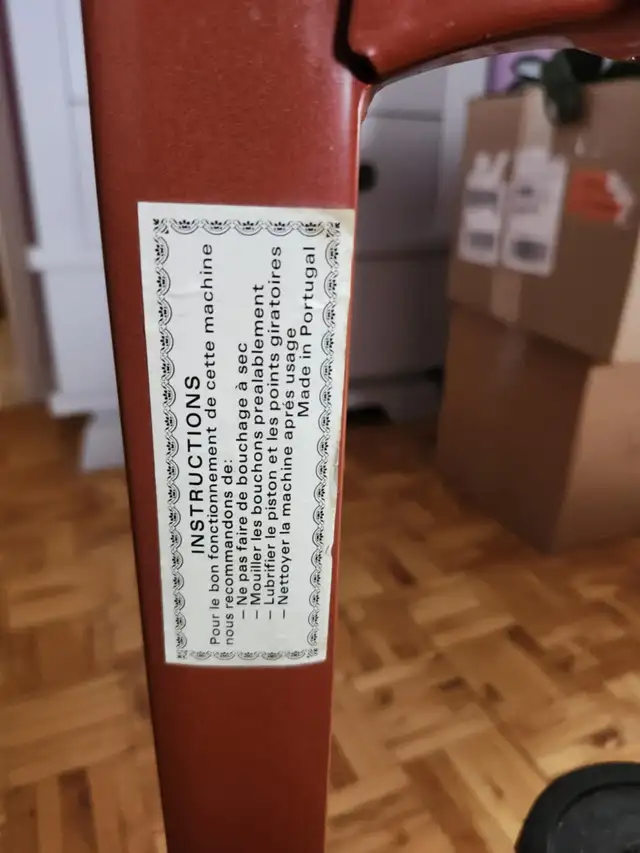 INSTRUCTIONS
Pour le bon fonctionnement de cette machine
nous recommandons de:
– Ne pas faire de bouchage à sec
– Mouiller les bouchons prealablement
– Lubrifier le piston et les points giratoires
– Nettoyer la machine aprés usage
Made in Portugal